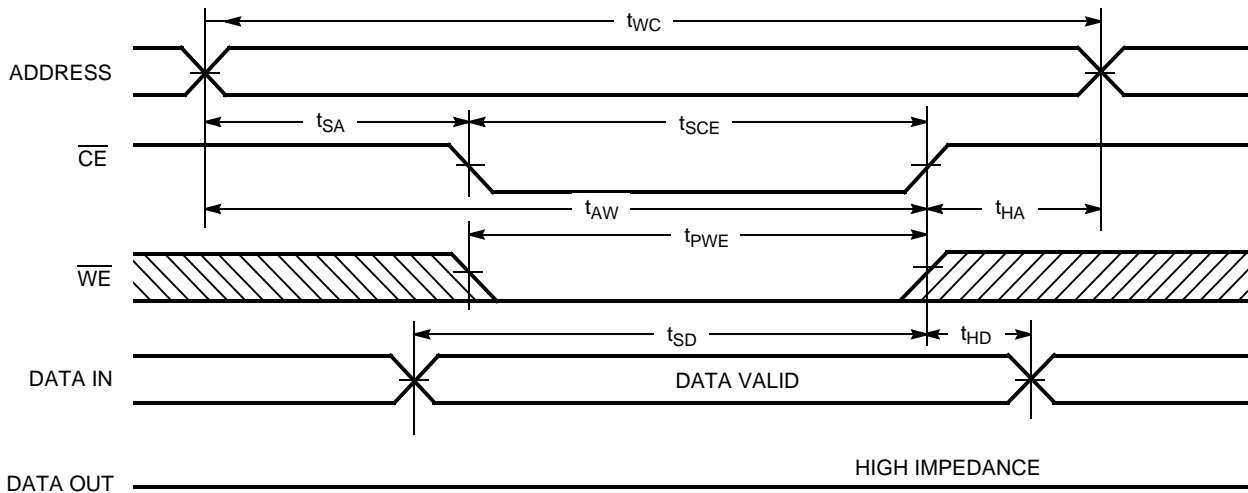 tWC
ADDRESS
tSA
tSCE
CE
tAW
tHA
tPWE
WE
tSD
tHD
DATA IN
DATA VALID
HIGH IMPEDANCE
DATA OUT